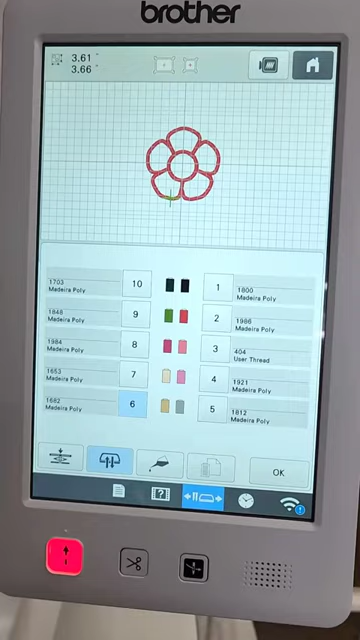 brother
3.61 "
3.66 "
1703
Madeira Poly
10
1
1800
Madeira Poly
1848
Madeira Poly
9
2
1986
Madeira Poly
1984
Madeira Poly
8
3
404
User Thread
1653
Madeira Poly
7
4
1921
Madeira Poly
1682
Madeira Poly
6
5
1812
Madeira Poly
OK